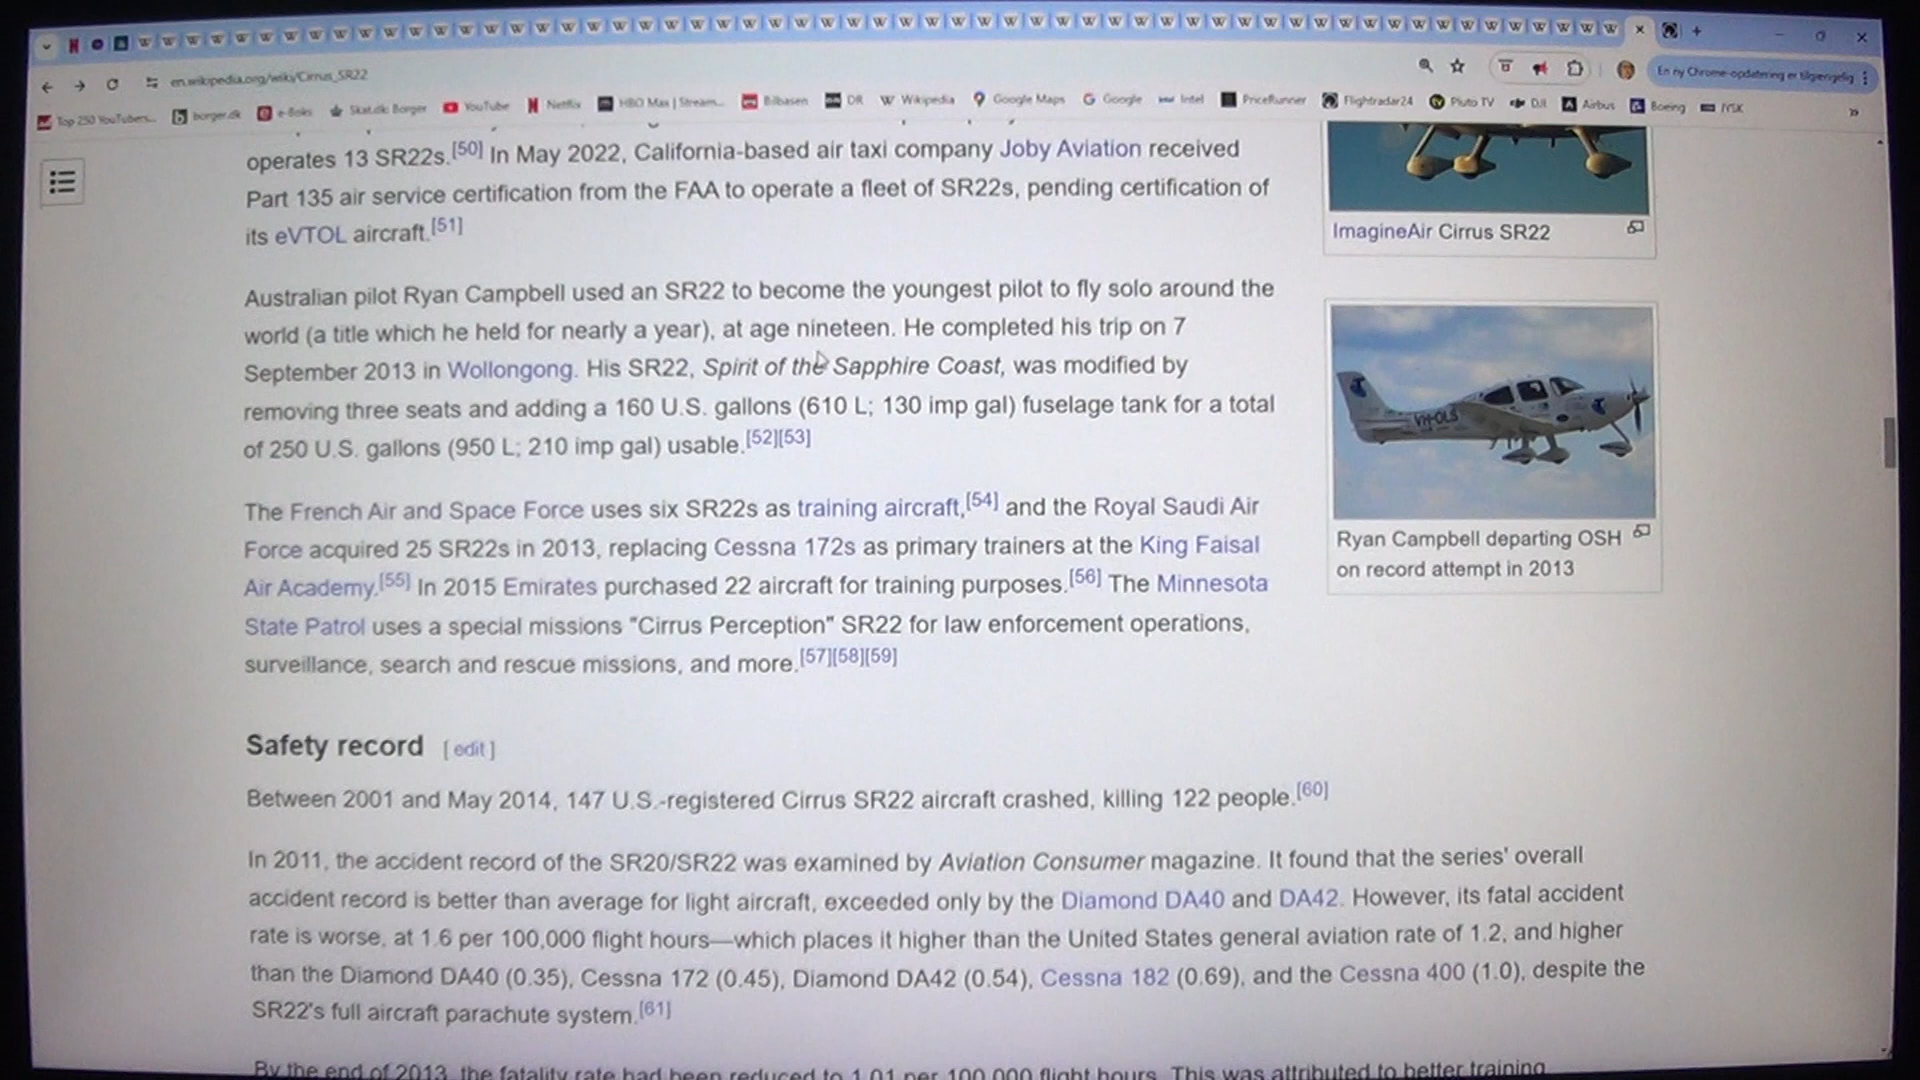 en.wikipedia.org/wiki/Cirrus_SR22
En ny Chrome-opdatering er tilgængelig
Top 250 YouTubers... borger.dk e-Boks Skat.dk: Borger YouTube Netflix HBO Max | Stream... Bilbasen DR Wikipedia Google Maps Google Intel PriceRunner Flightradar24 Pluto TV DJI Airbus Boeing JYSK
operates 13 SR22s.[50] In May 2022, California-based air taxi company Joby Aviation received
Part 135 air service certification from the FAA to operate a fleet of SR22s, pending certification of
its eVTOL aircraft.[51]
ImagineAir Cirrus SR22
Australian pilot Ryan Campbell used an SR22 to become the youngest pilot to fly solo around the
world (a title which he held for nearly a year), at age nineteen. He completed his trip on 7
September 2013 in Wollongong. His SR22, Spirit of the Sapphire Coast, was modified by
removing three seats and adding a 160 U.S. gallons (610 L; 130 imp gal) fuselage tank for a total
of 250 U.S. gallons (950 L; 210 imp gal) usable.[52][53]
VH-OLS
Ryan Campbell departing OSH
on record attempt in 2013
The French Air and Space Force uses six SR22s as training aircraft,[54] and the Royal Saudi Air
Force acquired 25 SR22s in 2013, replacing Cessna 172s as primary trainers at the King Faisal
Air Academy.[55] In 2015 Emirates purchased 22 aircraft for training purposes.[56] The Minnesota
State Patrol uses a special missions "Cirrus Perception" SR22 for law enforcement operations,
surveillance, search and rescue missions, and more.[57][58][59]
Safety record [ edit ]
Between 2001 and May 2014, 147 U.S.-registered Cirrus SR22 aircraft crashed, killing 122 people.[60]
In 2011, the accident record of the SR20/SR22 was examined by Aviation Consumer magazine. It found that the series' overall
accident record is better than average for light aircraft, exceeded only by the Diamond DA40 and DA42. However, its fatal accident
rate is worse, at 1.6 per 100,000 flight hours—which places it higher than the United States general aviation rate of 1.2, and higher
than the Diamond DA40 (0.35), Cessna 172 (0.45), Diamond DA42 (0.54), Cessna 182 (0.69), and the Cessna 400 (1.0), despite the
SR22's full aircraft parachute system.[61]
By the end of 2013, the fatality rate had been reduced to 1.01 per 100,000 flight hours. This was attributed to better training